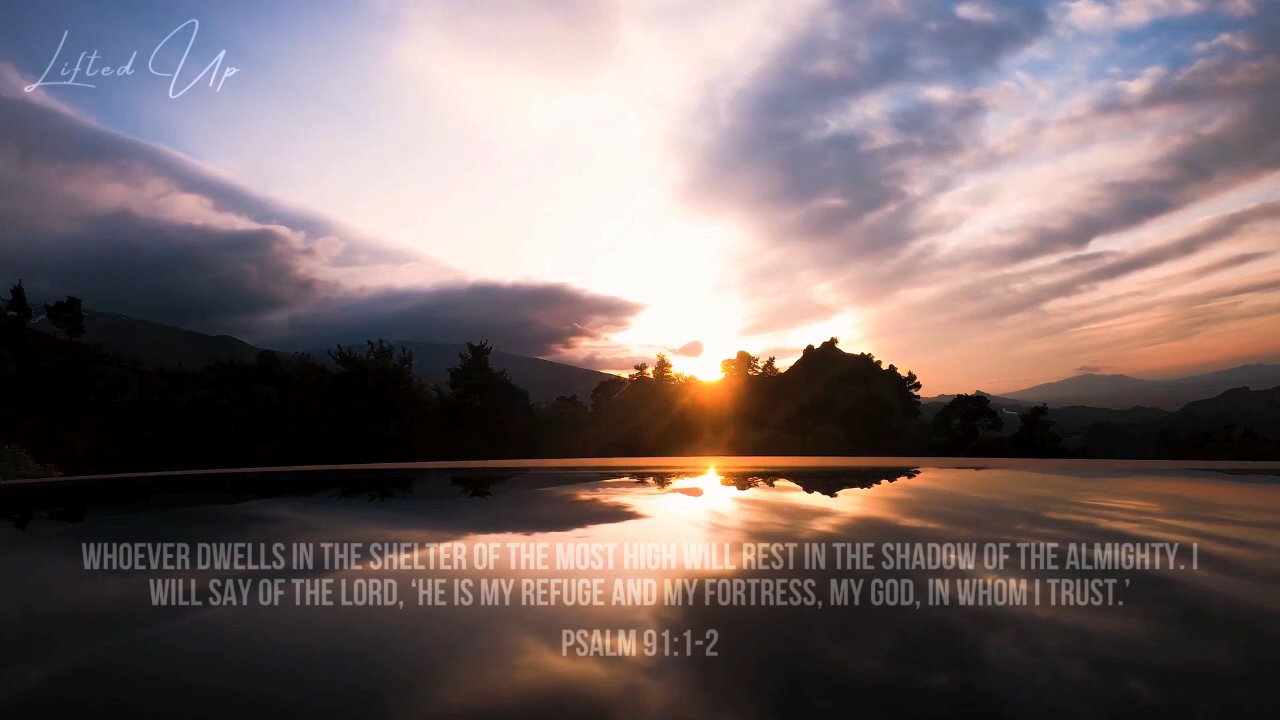 Lifted Up
WHOEVER DWELLS IN THE SHELTER OF THE MOST HIGH WILL REST IN THE SHADOW OF THE ALMIGHTY. I
WILL SAY OF THE LORD, ‘HE IS MY REFUGE AND MY FORTRESS, MY GOD, IN WHOM I TRUST.’
PSALM 91:1-2